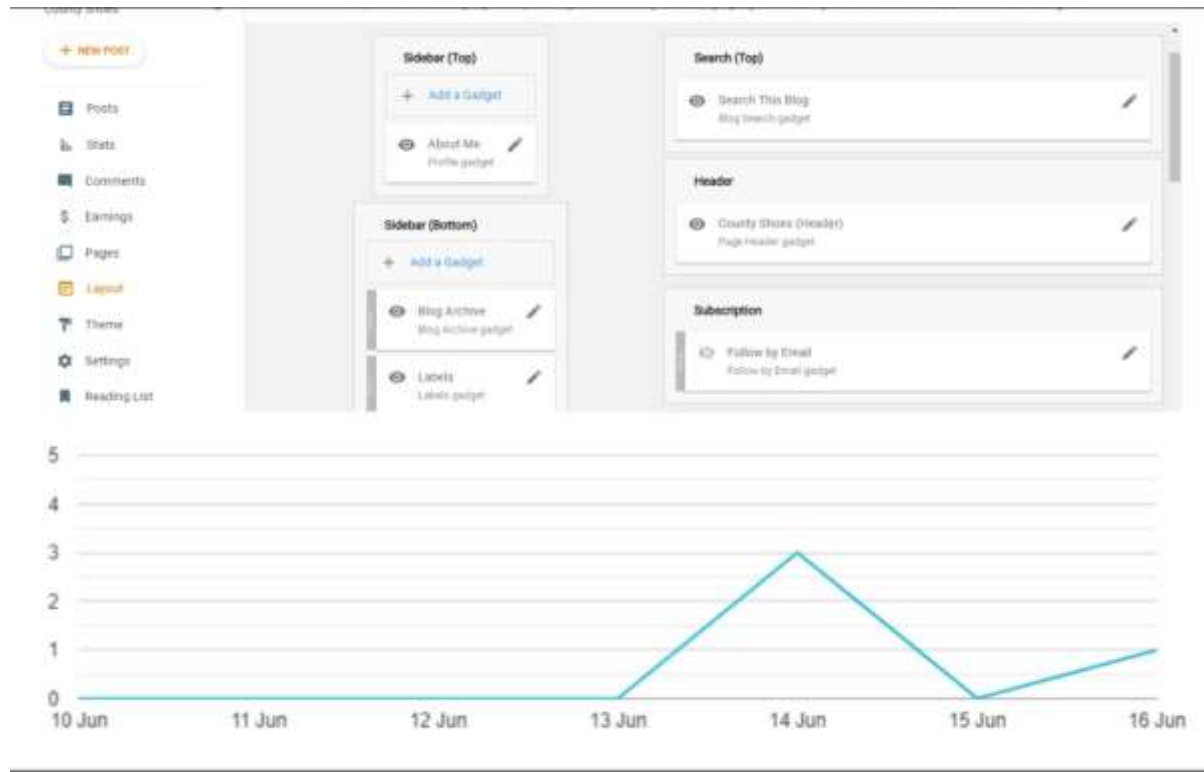 County Shoes
+ NEW POST
Posts
Stats
Comments
$ Earnings
Pages
Layout
Theme
Settings
Reading List
Sidebar (Top)
+ Add a Gadget
About Me
Profile gadget
Sidebar (Bottom)
+ Add a Gadget
Blog Archive
Blog Archive gadget
Labels
Labels gadget
Search (Top)
Search This Blog
Blog Search gadget
Header
County Shoes (Header)
Page Header gadget
Subscription
Follow by Email
Follow by Email gadget
5
4
3
2
1
0
10 Jun 11 Jun 12 Jun 13 Jun 14 Jun 15 Jun 16 Jun